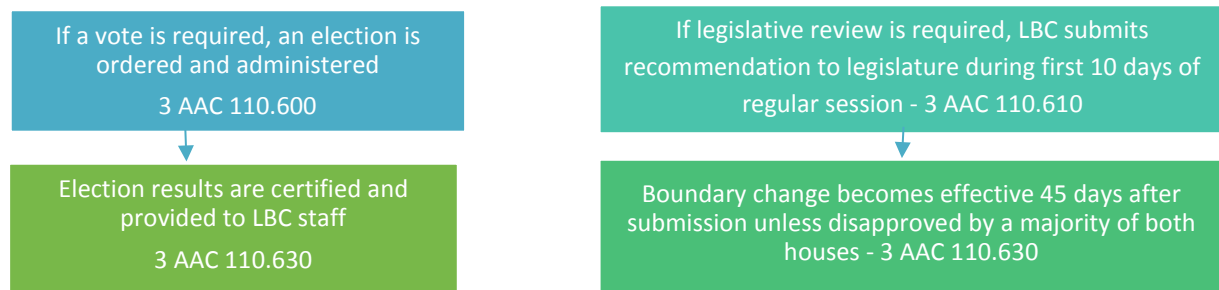 If a vote is required, an election is
ordered and administered
3 AAC 110.600
Election results are certified and
provided to LBC staff
3 AAC 110.630
If legislative review is required, LBC submits
recommendation to legislature during first 10 days of
regular session - 3 AAC 110.610
Boundary change becomes effective 45 days after
submission unless disapproved by a majority of both
houses - 3 AAC 110.630